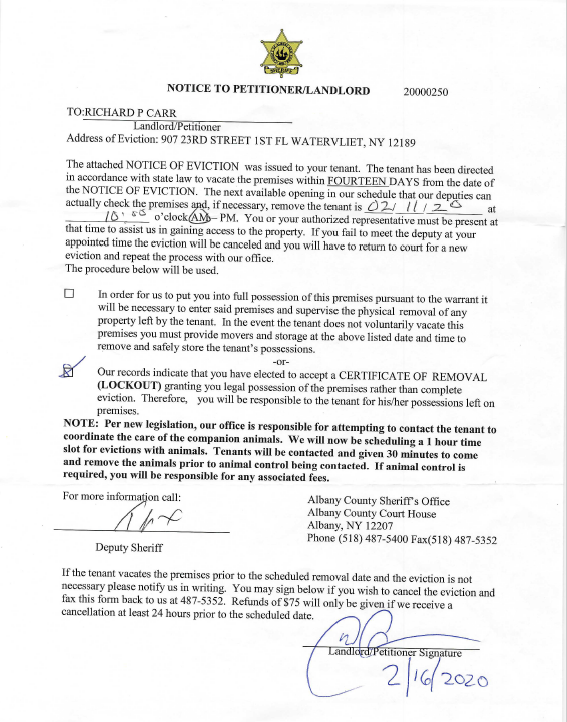 NOTICE TO PETITIONER/LANDLORD 20000250
TO:RICHARD P CARR
Landlord/Petitioner
Address of Eviction: 907 23RD STREET 1ST FL WATERVLIET, NY 12189
The attached NOTICE OF EVICTION was issued to your tenant. The tenant has been directed
in accordance with state law to vacate the premises within FOURTEEN DAYS from the date of
the NOTICE OF EVICTION. The next available opening in our schedule that our deputies can
actually check the premises and, if necessary, remove the tenant is 02/11/20 at
10:00 o'clock AM– PM. You or your authorized representative must be present at
that time to assist us in gaining access to the property. If you fail to meet the deputy at your
appointed time the eviction will be canceled and you will have to return to court for a new
eviction and repeat the process with our office.
The procedure below will be used.
In order for us to put you into full possession of this premises pursuant to the warrant it
will be necessary to enter said premises and supervise the physical removal of any
property left by the tenant. In the event the tenant does not voluntarily vacate this
premises you must provide movers and storage at the above listed date and time to
remove and safely store the tenant's possessions.
-or-
Our records indicate that you have elected to accept a CERTIFICATE OF REMOVAL
(LOCKOUT) granting you legal possession of the premises rather than complete
eviction. Therefore, you will be responsible to the tenant for his/her possessions left on
premises.
NOTE: Per new legislation, our office is responsible for attempting to contact the tenant to
coordinate the care of the companion animals. We will now be scheduling a 1 hour time
slot for evictions with animals. Tenants will be contacted and given 30 minutes to come
and remove the animals prior to animal control being contacted. If animal control is
required, you will be responsible for any associated fees.
For more information call:
Deputy Sheriff
Albany County Sheriff's Office
Albany County Court House
Albany, NY 12207
Phone (518) 487-5400 Fax(518) 487-5352
If the tenant vacates the premises prior to the scheduled removal date and the eviction is not
necessary please notify us in writing. You may sign below if you wish to cancel the eviction and
fax this form back to us at 487-5352. Refunds of $75 will only be given if we receive a
cancellation at least 24 hours prior to the scheduled date.
Landlord/Petitioner Signature
2/16/2020